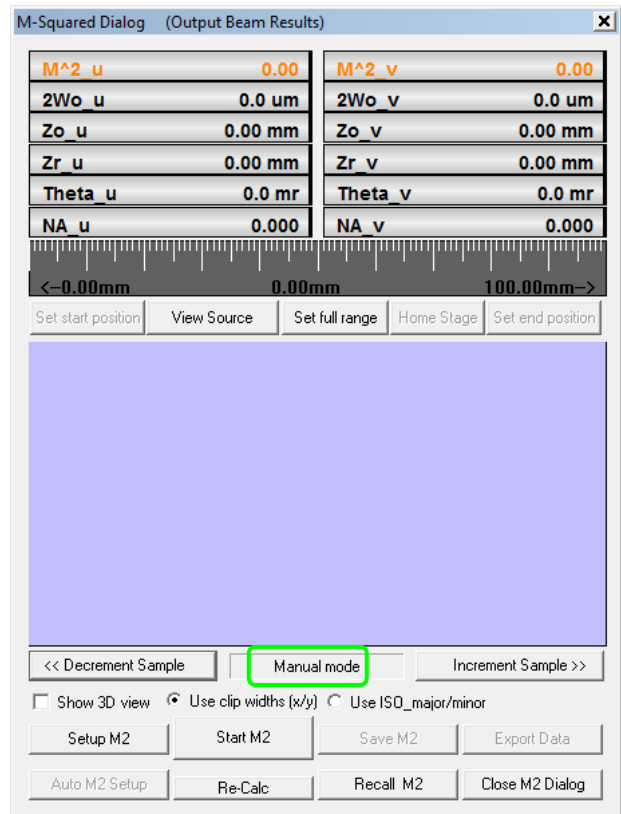 M-Squared Dialog (Output Beam Results)
M^2_u 0.00 M^2_v 0.00
2Wo_u 0.0 um 2Wo_v 0.0 um
Zo_u 0.00 mm Zo_v 0.00 mm
Zr_u 0.00 mm Zr_v 0.00 mm
Theta_u 0.0 mr Theta_v 0.0 mr
NA_u 0.000 NA_v 0.000
<-0.00mm 0.00mm 100.00mm->
Set start position View Source Set full range Home Stage Set end position
<< Decrement Sample Manual mode Increment Sample >>
Show 3D view Use clip widths (x/y) Use ISO_major/minor
Setup M2 Start M2 Save M2 Export Data
Auto M2 Setup Re-Calc Recall M2 Close M2 Dialog